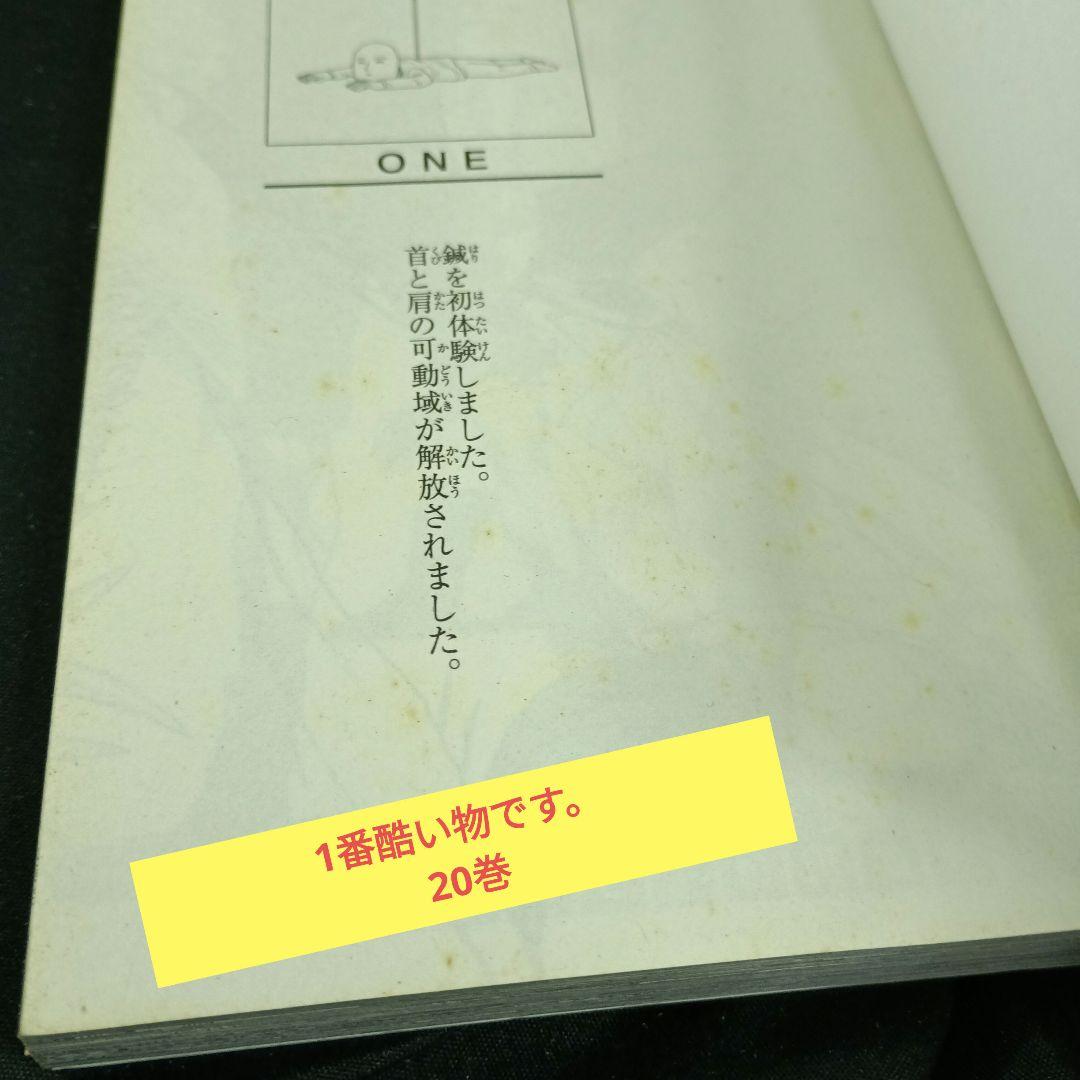 ONE
鍼を初体験しました。
首と肩の可動域が解放されました。
1番酷い物です。
20巻